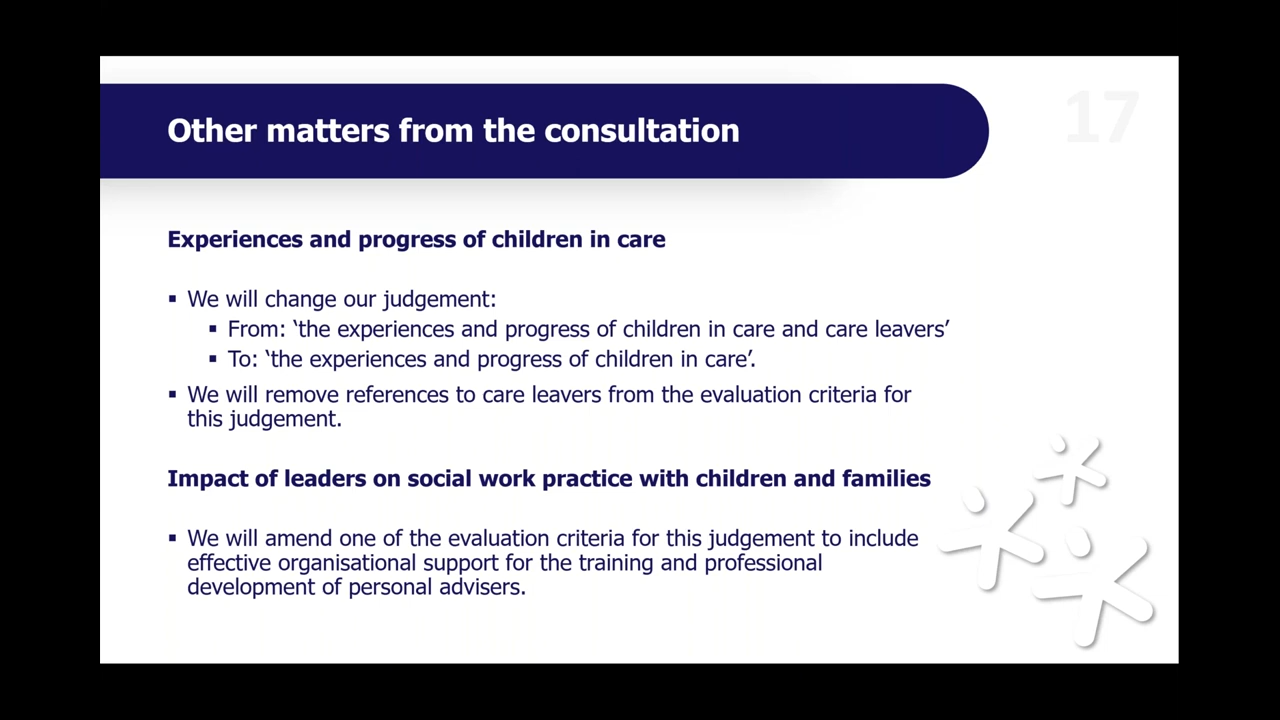 17
Other matters from the consultation
Experiences and progress of children in care
▪ We will change our judgement:
▪ From: ‘the experiences and progress of children in care and care leavers’
▪ To: ‘the experiences and progress of children in care’.
▪ We will remove references to care leavers from the evaluation criteria for
this judgement.
Impact of leaders on social work practice with children and families
▪ We will amend one of the evaluation criteria for this judgement to include
effective organisational support for the training and professional
development of personal advisers.